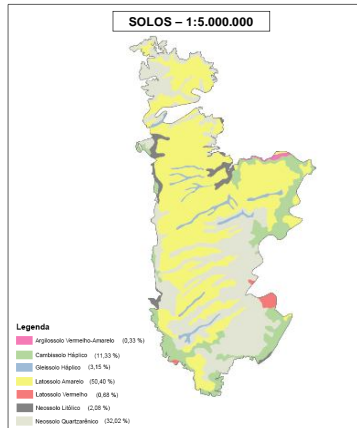 SOLOS – 1:5.000.000
Legenda
Argilossolo Vermelho-Amarelo (0,33 %)
Cambissolo Háplico (11,33 %)
Gleissolo Háplico (3,15 %)
Latossolo Amarelo (50,40 %)
Latossolo Vermelho (0,68 %)
Neossolo Litólico (2,08 %)
Neossolo Quartzarênico (32,02 %)